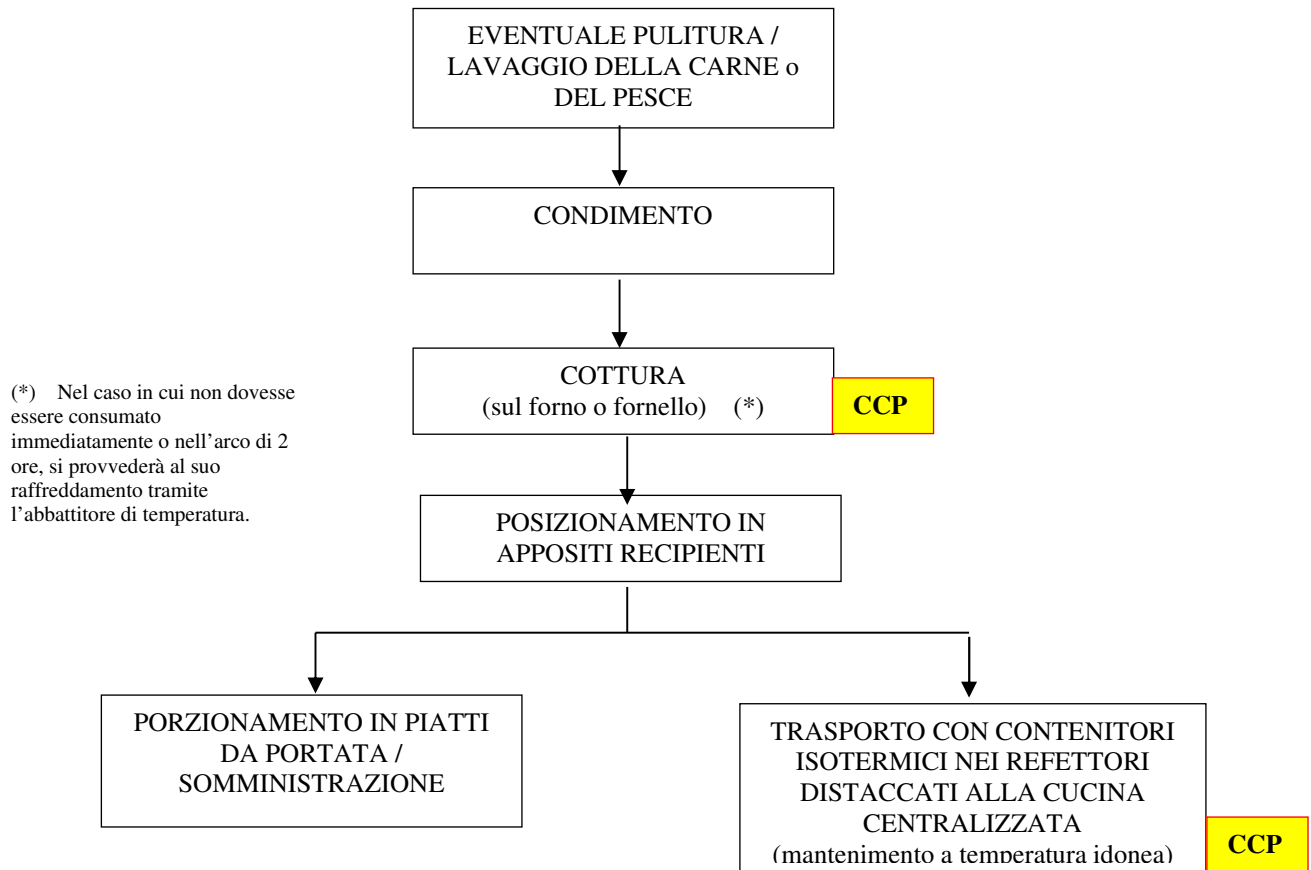 EVENTUALE PULITURA /
LAVAGGIO DELLA CARNE o
DEL PESCE
CONDIMENTO
COTTURA
(sul forno o fornello) (*)
CCP
(*) Nel caso in cui non dovesse
essere consumato
immediatamente o nell'arco di 2
ore, si provvederà al suo
raffreddamento tramite
l'abbattitore di temperatura.
POSIZIONAMENTO IN
APPOSITI RECIPIENTI
PORZIONAMENTO IN PIATTI
DA PORTATA /
SOMMINISTRAZIONE
TRASPORTO CON CONTENITORI
ISOTERMICI NEI REFETTORI
DISTACCATI ALLA CUCINA
CENTRALIZZATA
(mantenimento a temperatura idonea)
CCP